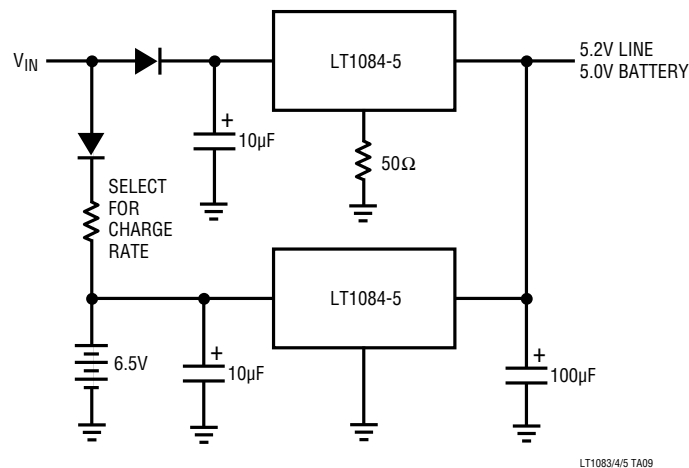 VIN
LT1084-5
5.2V LINE
5.0V BATTERY
+
10µF
50Ω
SELECT
FOR
CHARGE
RATE
LT1084-5
6.5V
+
10µF
+
100µF
LT1083/4/5 TA09